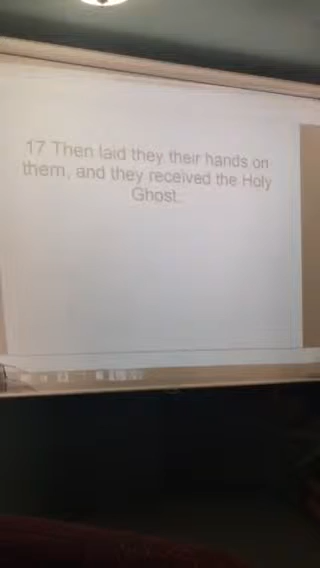 17 Then laid they their hands on
them, and they received the Holy
Ghost.